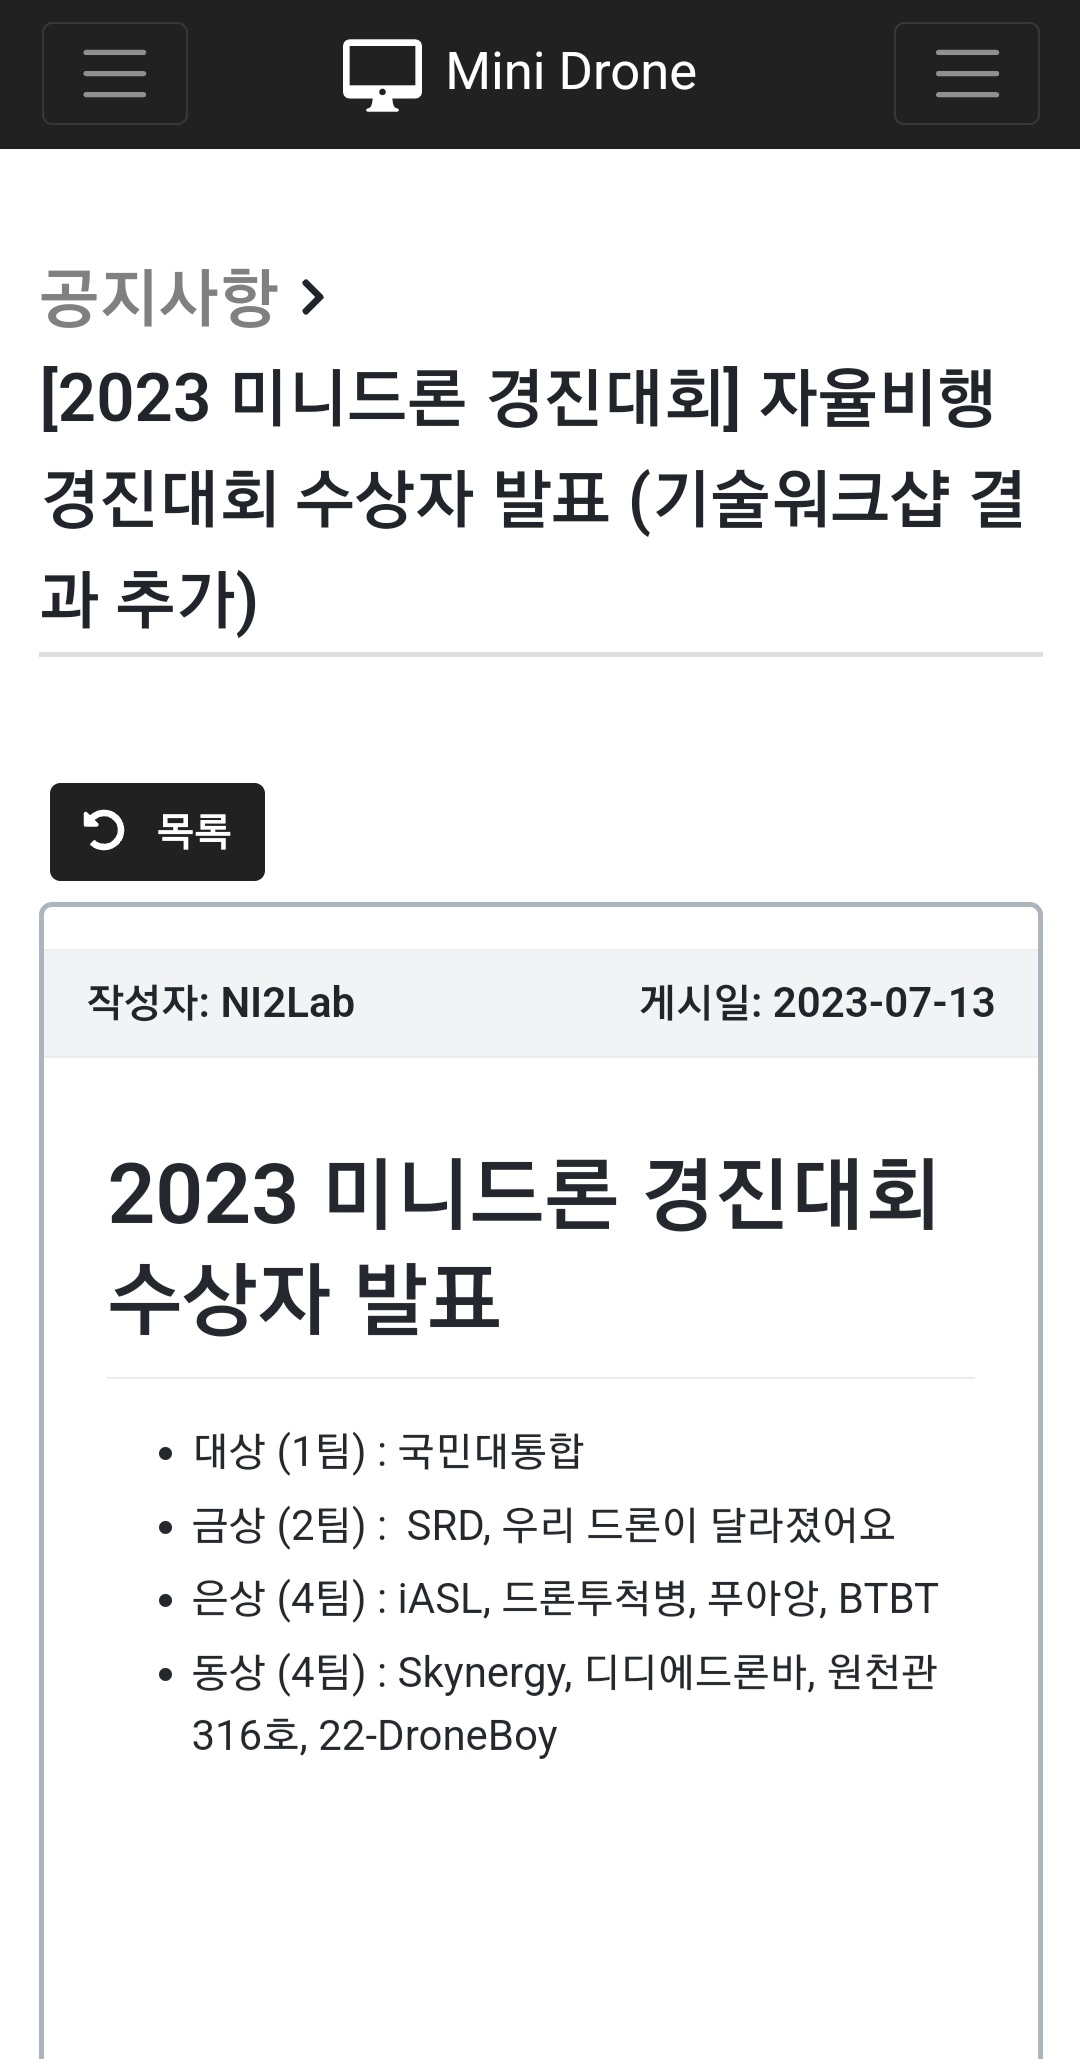 Mini Drone
공지사항
[2023 미니드론 경진대회] 자율비행
경진대회 수상자 발표 (기술워크샵 결
과 추가)
목록
작성자: NI2Lab 게시일: 2023-07-13
2023 미니드론 경진대회
수상자 발표
• 대상 (1팀) : 국민대통합
• 금상 (2팀) : SRD, 우리 드론이 달라졌어요
• 은상 (4팀) : iASL, 드론투척병, 푸아앙, BTBT
• 동상 (4팀) : Skynergy, 디디에드론바, 원천관
316호, 22-DroneBoy